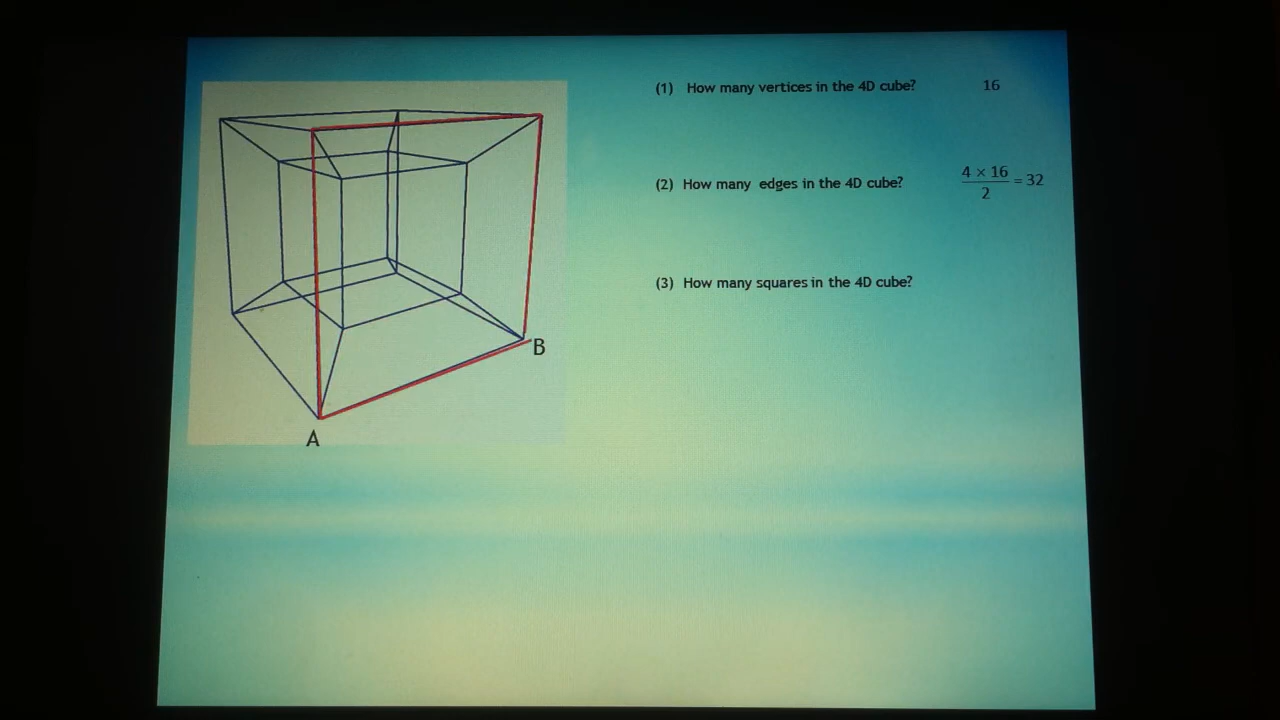 (1) How many vertices in the 4D cube? 16
(2) How many edges in the 4D cube? 4 × 16 / 2 = 32
(3) How many squares in the 4D cube?
B
A